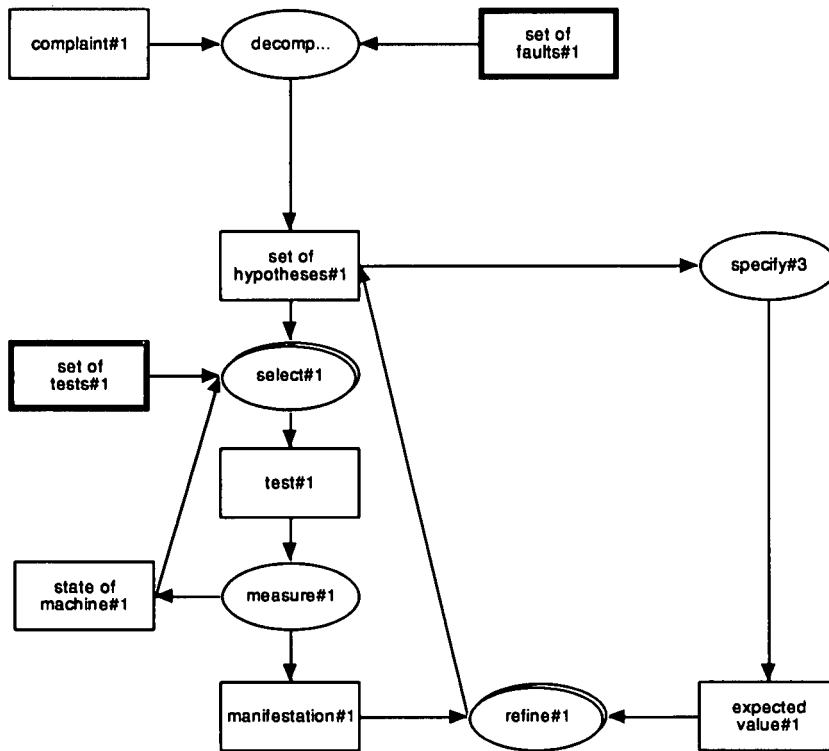 complaint#1
decomp...
set of
faults#1
set of
hypotheses#1
specify#3
set of
tests#1
select#1
test#1
state of
machine#1
measure#1
manifestation#1
refine#1
expected
value#1